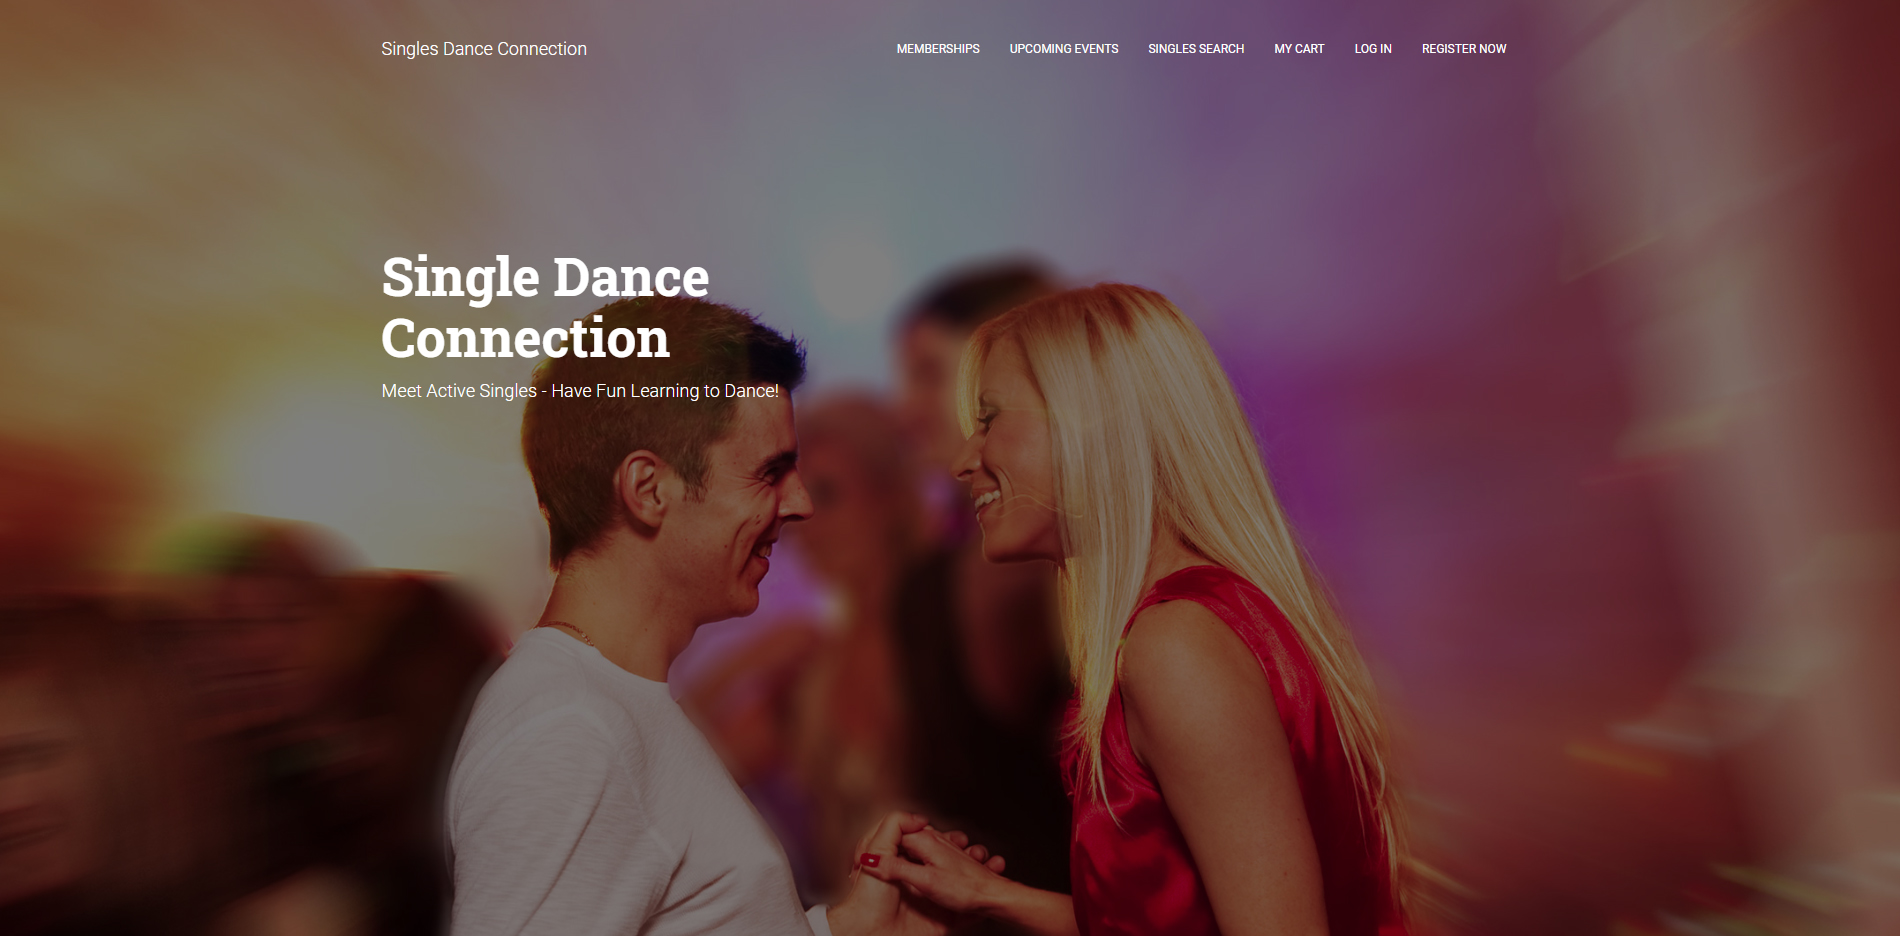 Singles Dance Connection
MEMBERSHIPS
UPCOMING EVENTS
SINGLES SEARCH
MY CART
LOG IN
REGISTER NOW
Single Dance
Connection
Meet Active Singles - Have Fun Learning to Dance!